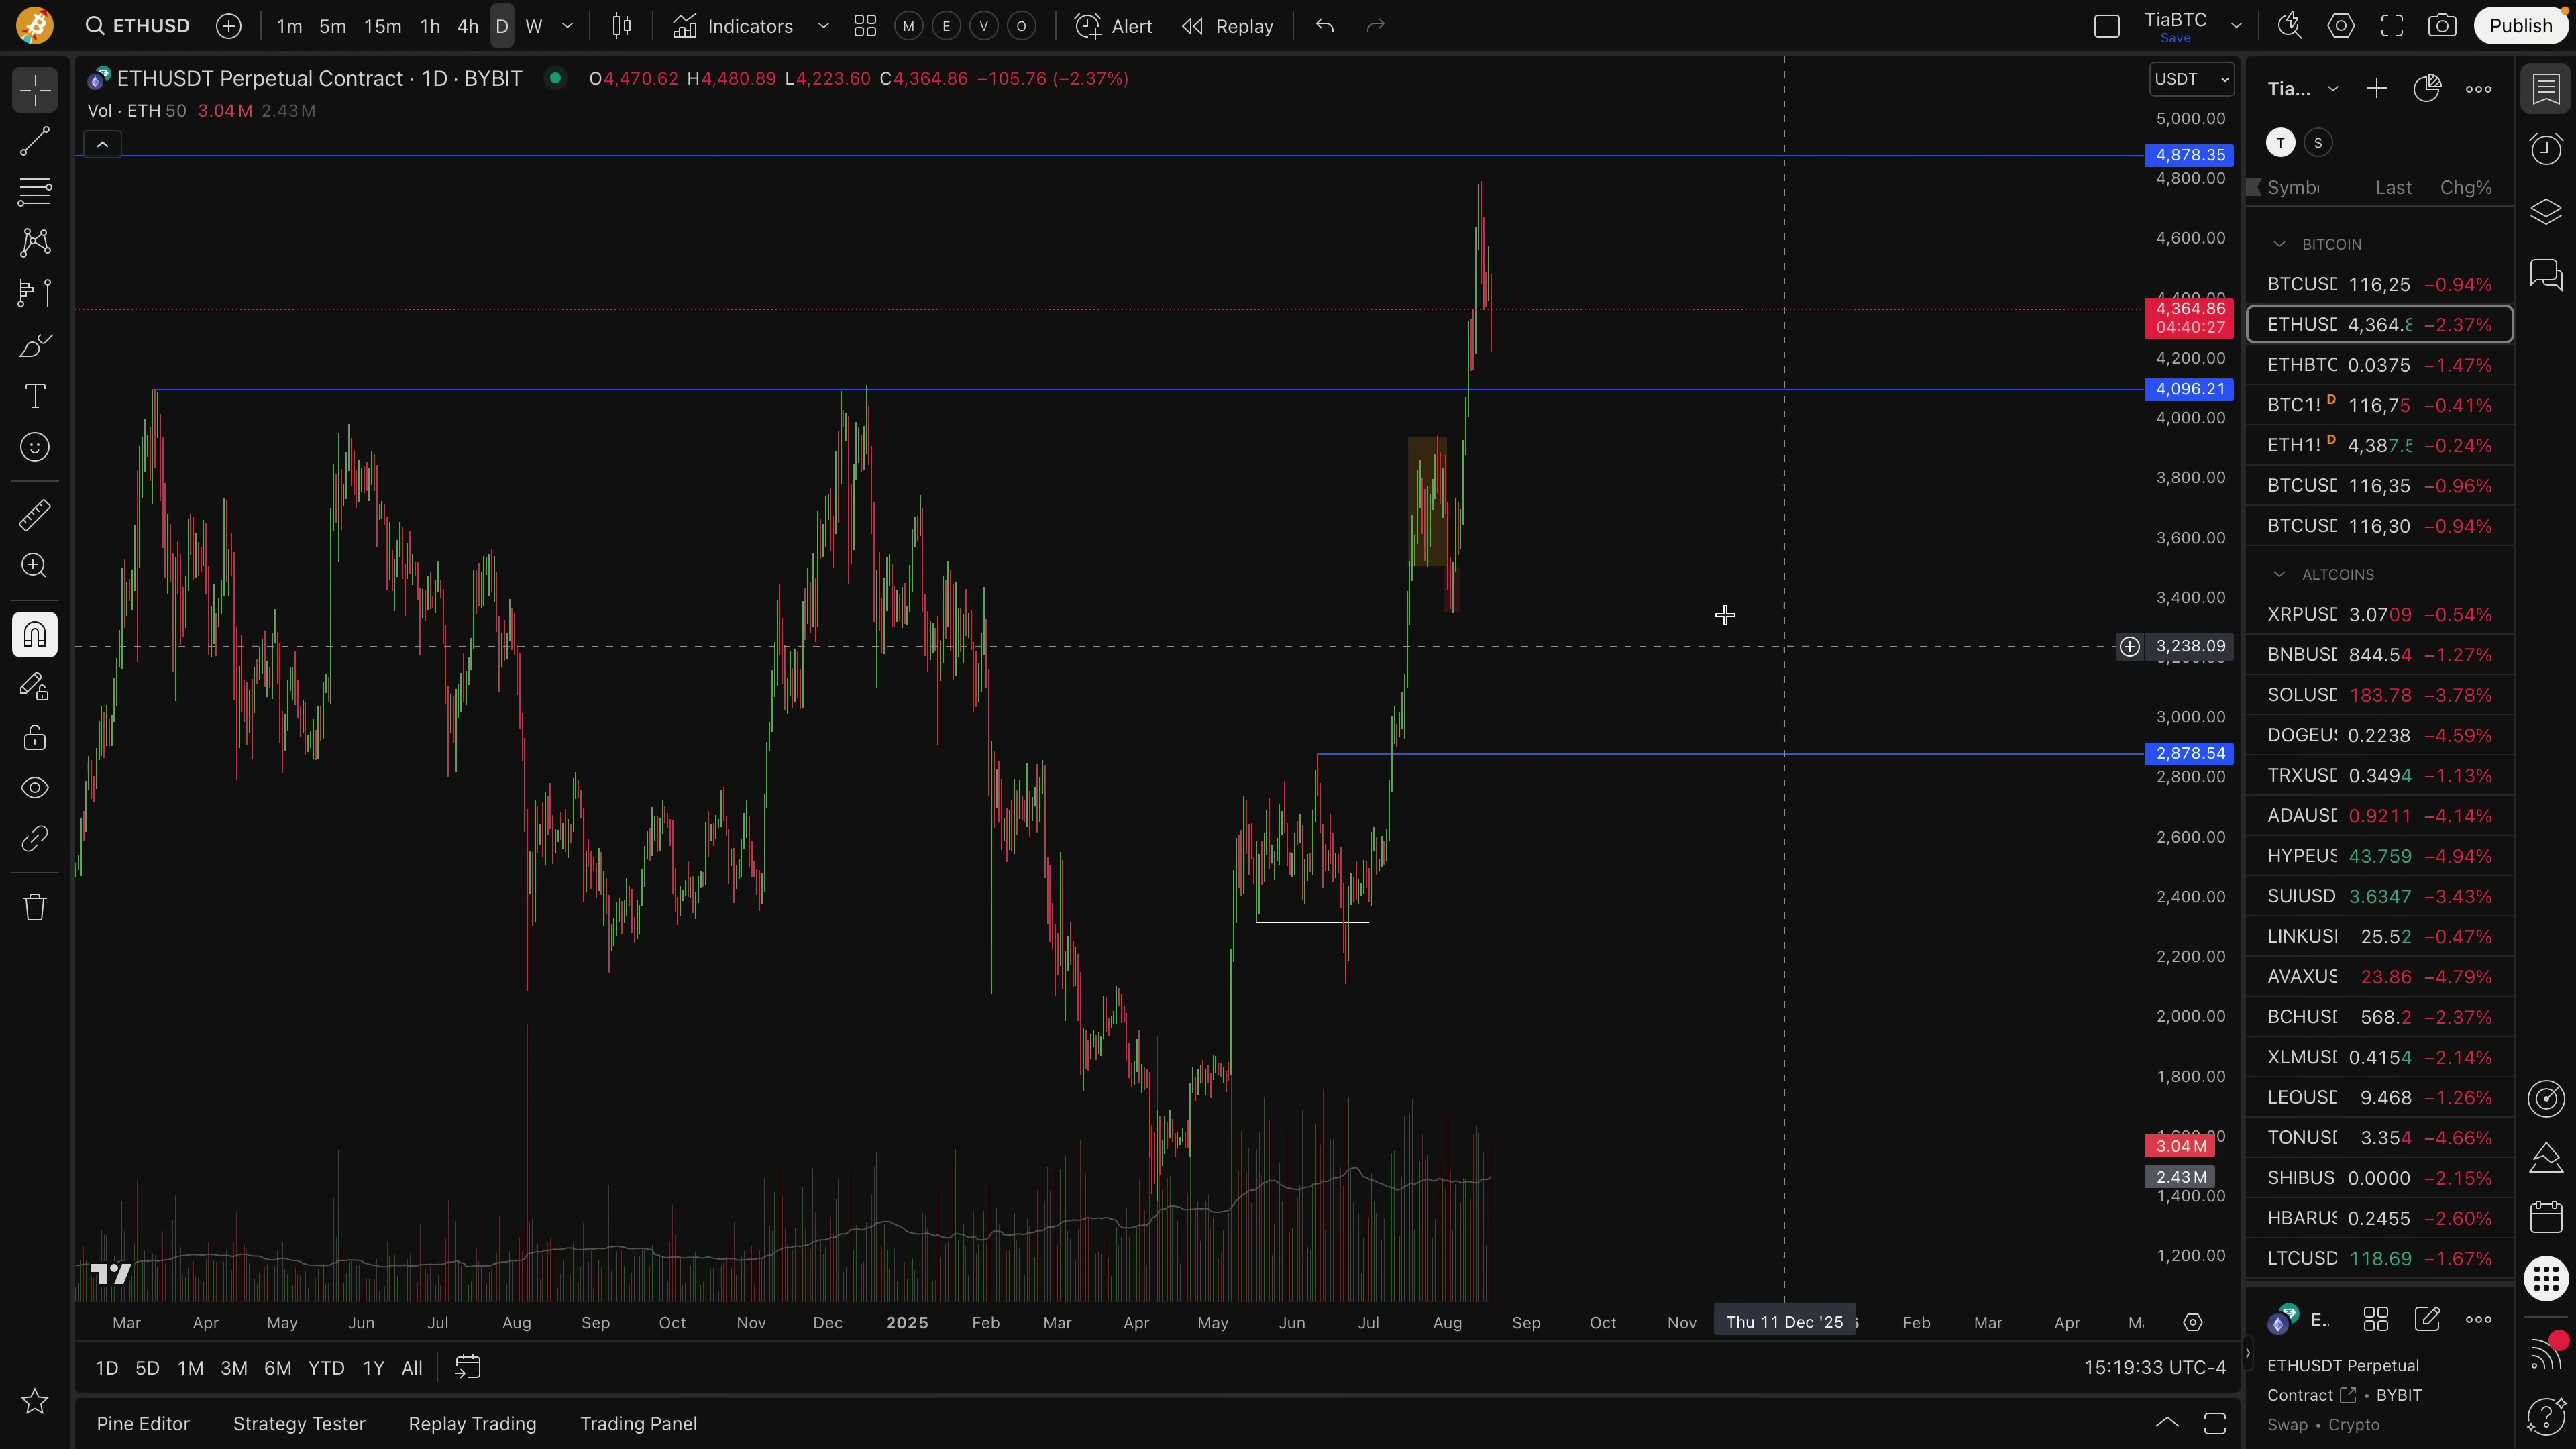 ETHUSD 1m 5m 15m 1h 4h D W Indicators M E V O Alert Replay TiaBTC Save Publish
ETHUSDT Perpetual Contract · 1D · BYBIT O4,470.62 H4,480.89 L4,223.60 C4,364.86 −105.76 (−2.37%)
Vol · ETH 50 3.04 M 2.43 M
USDT
5,000.00
4,878.35
4,800.00
4,600.00
4,364.86
04:40:27
4,200.00
4,096.21
4,000.00
3,800.00
3,600.00
3,400.00
3,238.09
3,000.00
2,878.54
2,800.00
2,600.00
2,400.00
2,200.00
2,000.00
1,800.00
3.04 M
2.43 M
1,400.00
1,200.00
Mar Apr May Jun Jul Aug Sep Oct Nov Dec 2025 Feb Mar Apr May Jun Jul Aug Sep Oct Nov Thu 11 Dec '25 Feb Mar Apr
1D 5D 1M 3M 6M YTD 1Y All
15:19:33 UTC-4
Pine Editor Strategy Tester Replay Trading Trading Panel
Tia...
T S
Symb Last Chg%
BITCOIN
BTCUSD 116,25 −0.94%
ETHUSD 4,364.8 −2.37%
ETHBTC 0.0375 −1.47%
BTC1! D 116,75 −0.41%
ETH1! D 4,387.5 −0.24%
BTCUSD 116,35 −0.96%
BTCUSD 116,30 −0.94%
ALTCOINS
XRPUSD 3.0709 −0.54%
BNBUSD 844.54 −1.27%
SOLUSD 183.78 −3.78%
DOGEUS 0.2238 −4.59%
TRXUSD 0.3494 −1.13%
ADAUSD 0.9211 −4.14%
HYPEUS 43.759 −4.94%
SUIUSD 3.6347 −3.43%
LINKUSI 25.52 −0.47%
AVAXUS 23.86 −4.79%
BCHUSD 568.2 −2.37%
XLMUSD 0.4154 −2.14%
LEOUSD 9.468 −1.26%
TONUSD 3.354 −4.66%
SHIBUS 0.0000 −2.15%
HBARUS 0.2455 −2.60%
LTCUSD 118.69 −1.67%
E..
ETHUSDT Perpetual
Contract • BYBIT
Swap • Crypto